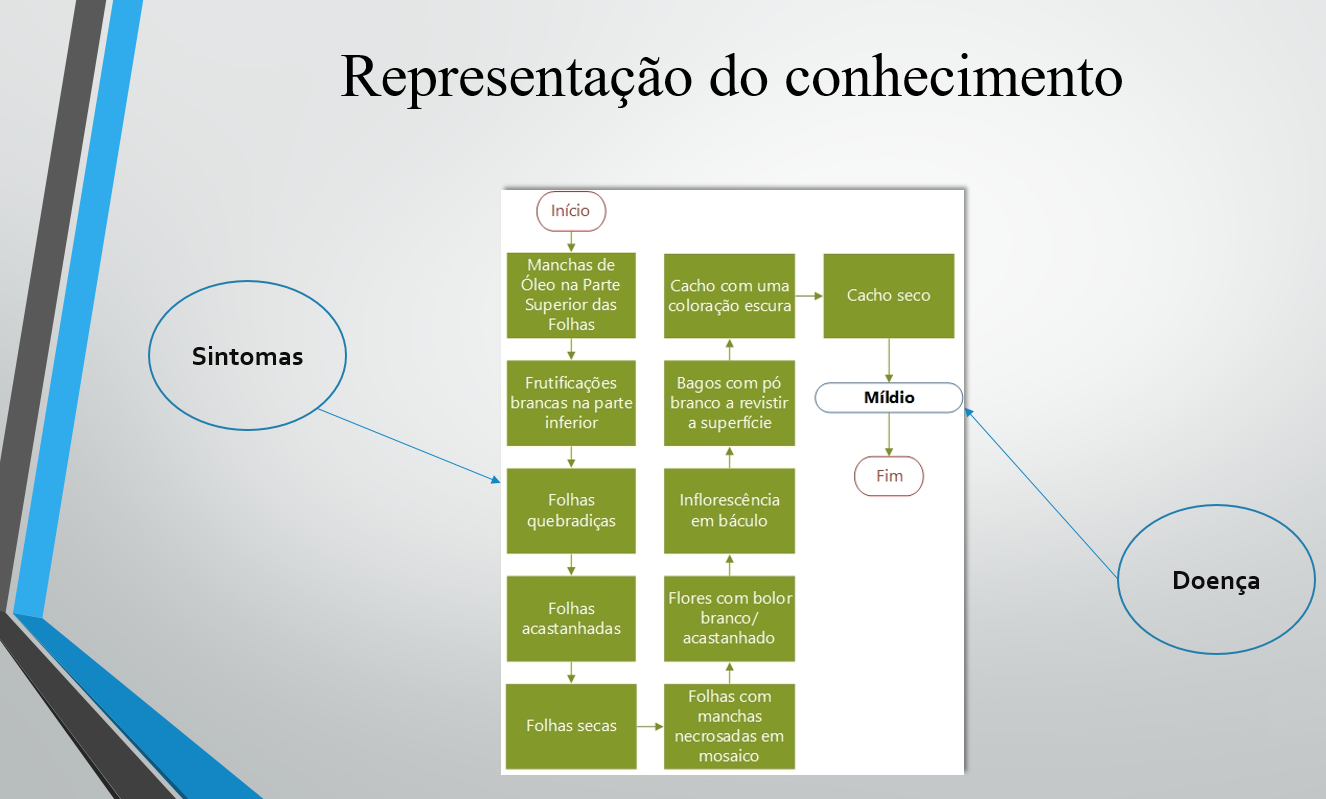 Representação do conhecimento
Início
Manchas de
Óleo na Parte
Superior das
Folhas
Frutificações
brancas na parte
inferior
Folhas
quebradiças
Folhas
acastanhadas
Folhas secas
Folhas com
manchas
necrosadas em
mosaico
Flores com bolor
branco/
acastanhado
Inflorescência
em báculo
Bagos com pó
branco a revistir
a superfície
Cacho com uma
coloração escura
Cacho seco
Míldio
Fim
Sintomas
Doença